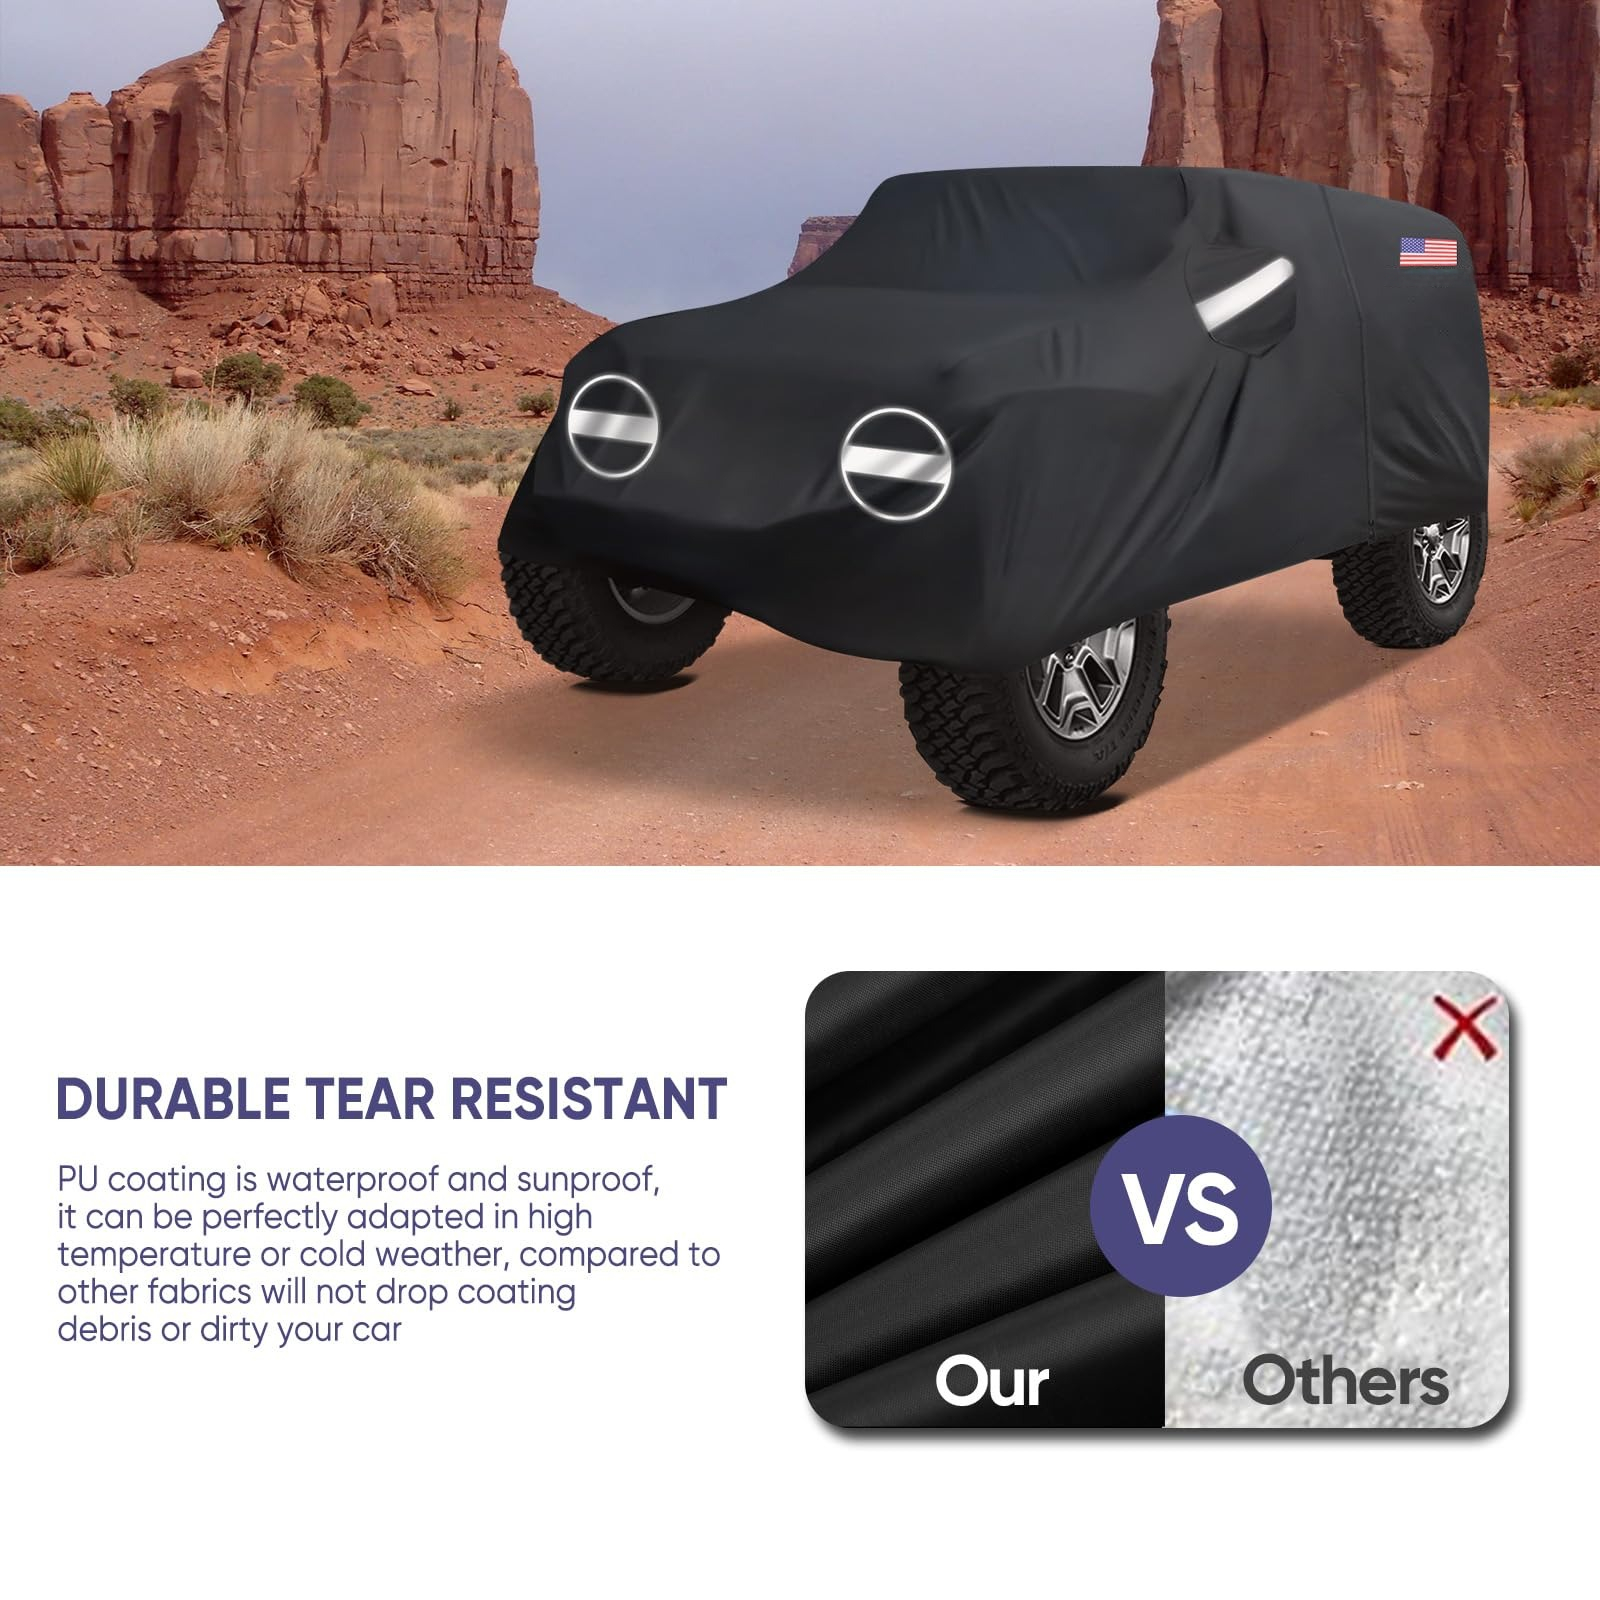 DURABLE TEAR RESISTANT
PU coating is waterproof and sunproof,
it can be perfectly adapted in high
temperature or cold weather, compared to
other fabrics will not drop coating
debris or dirty your car
VS
Our
Others